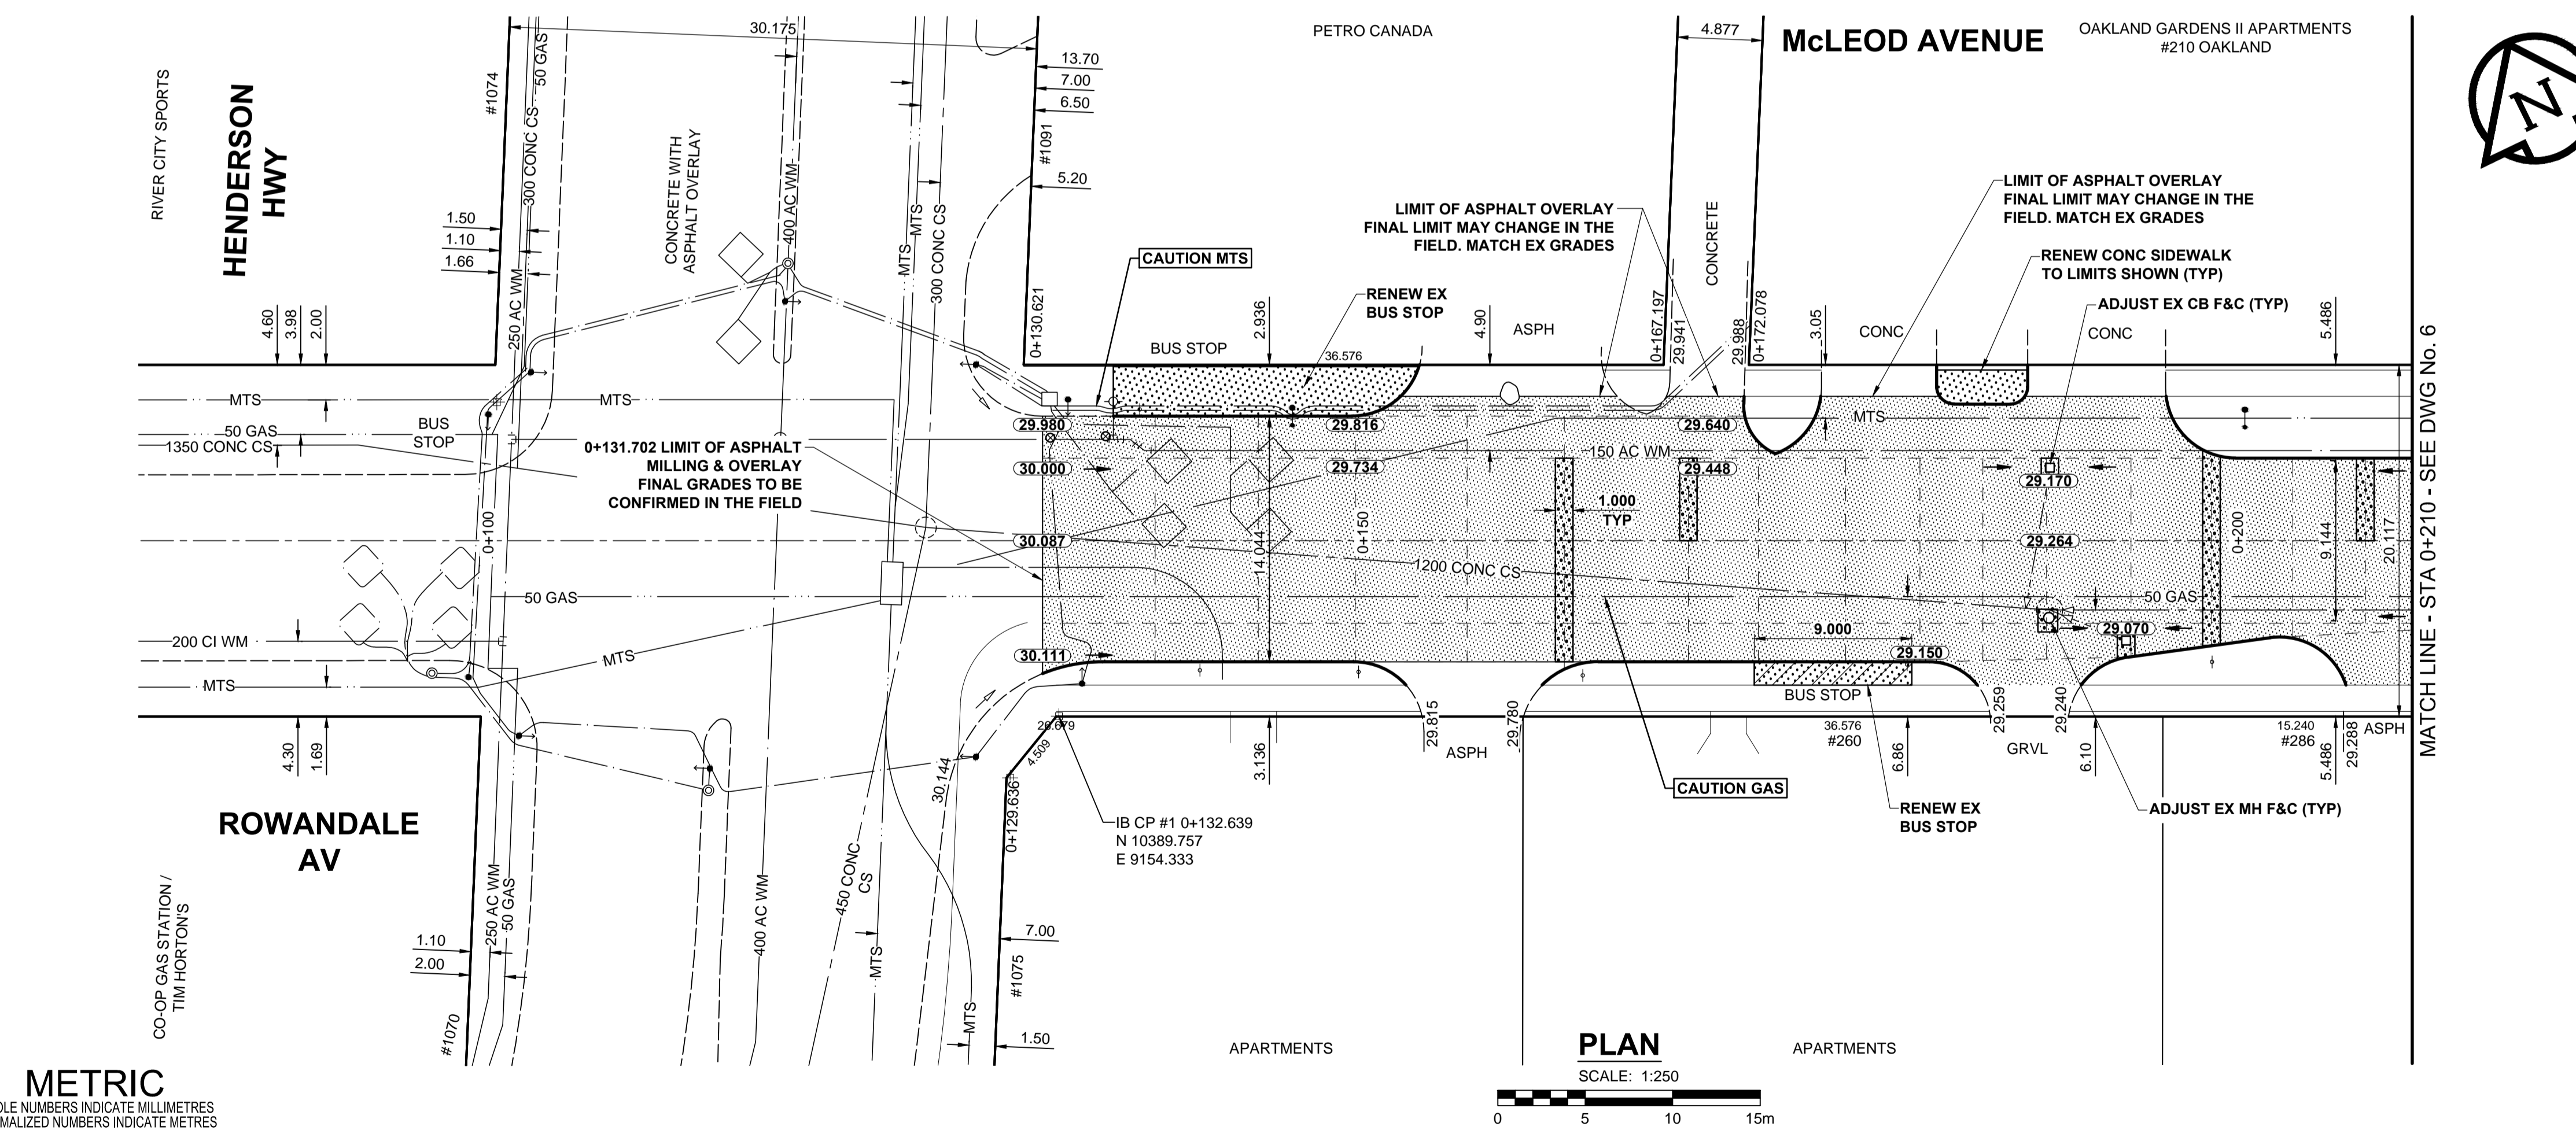 30.175
PETRO CANADA
4.877
McLEOD AVENUE
OAKLAND GARDENS II APARTMENTS
#210 OAKLAND
N
RIVER CITY SPORTS
HENDERSON
HWY
#1074
50 GAS
300 CONC CS
CONCRETE WITH
ASPHALT OVERLAY
400 AC WM
MTS
MTS
300 CONC CS
13.70
7.00
6.50
#1091
5.20
1.50
1.10
1.66
250 AC WM
4.60
3.98
2.00
CAUTION MTS
RENEW EX
BUS STOP
LIMIT OF ASPHALT OVERLAY
FINAL LIMIT MAY CHANGE IN THE
FIELD. MATCH EX GRADES
CONCRETE
LIMIT OF ASPHALT OVERLAY
FINAL LIMIT MAY CHANGE IN THE
FIELD. MATCH EX GRADES
RENEW CONC SIDEWALK
TO LIMITS SHOWN (TYP)
ADJUST EX CB F&C (TYP)
0+130.621
BUS STOP
2.936
36.576
4.90
ASPH
0+167.197
29.941
29.988
0+172.078
3.05
CONC
CONC
5.486
MTS
MTS
50 GAS
1350 CONC CS
BUS
STOP
0+131.702 LIMIT OF ASPHALT
MILLING & OVERLAY
FINAL GRADES TO BE
CONFIRMED IN THE FIELD
29.980
29.816
29.640
MTS
150 AC WM
30.000
29.734
29.448
29.170
1.000
TYP
0+100
30.087
14.044
0+150
1200 CONC CS
29.264
0+200
9.144
20.117
MATCH LINE - STA 0+210 - SEE DWG No. 6
50 GAS
50 GAS
200 CI WM
MTS
MTS
30.111
9.000
29.150
29.070
BUS STOP
4.30
1.69
4.509
3.136
29.815
ASPH
29.780
36.576
#260
6.86
29.259
GRVL
29.240
6.10
15.240
#286
5.486
29.288
ASPH
CAUTION GAS
RENEW EX
BUS STOP
ADJUST EX MH F&C (TYP)
30.144
0+129.636
IB CP #1 0+132.639
N 10389.757
E 9154.333
ROWANDALE
AV
CO-OP GAS STATION /
TIM HORTON'S
250 AC WM
50 GAS
1.10
2.00
#1070
400 AC WM
450 CONC
CS
MTS
MTS
7.00
#1075
1.50
APARTMENTS
PLAN
SCALE: 1:250
0 5 10 15m
APARTMENTS
METRIC
OLE NUMBERS INDICATE MILLIMETRES
MALIZED NUMBERS INDICATE METRES